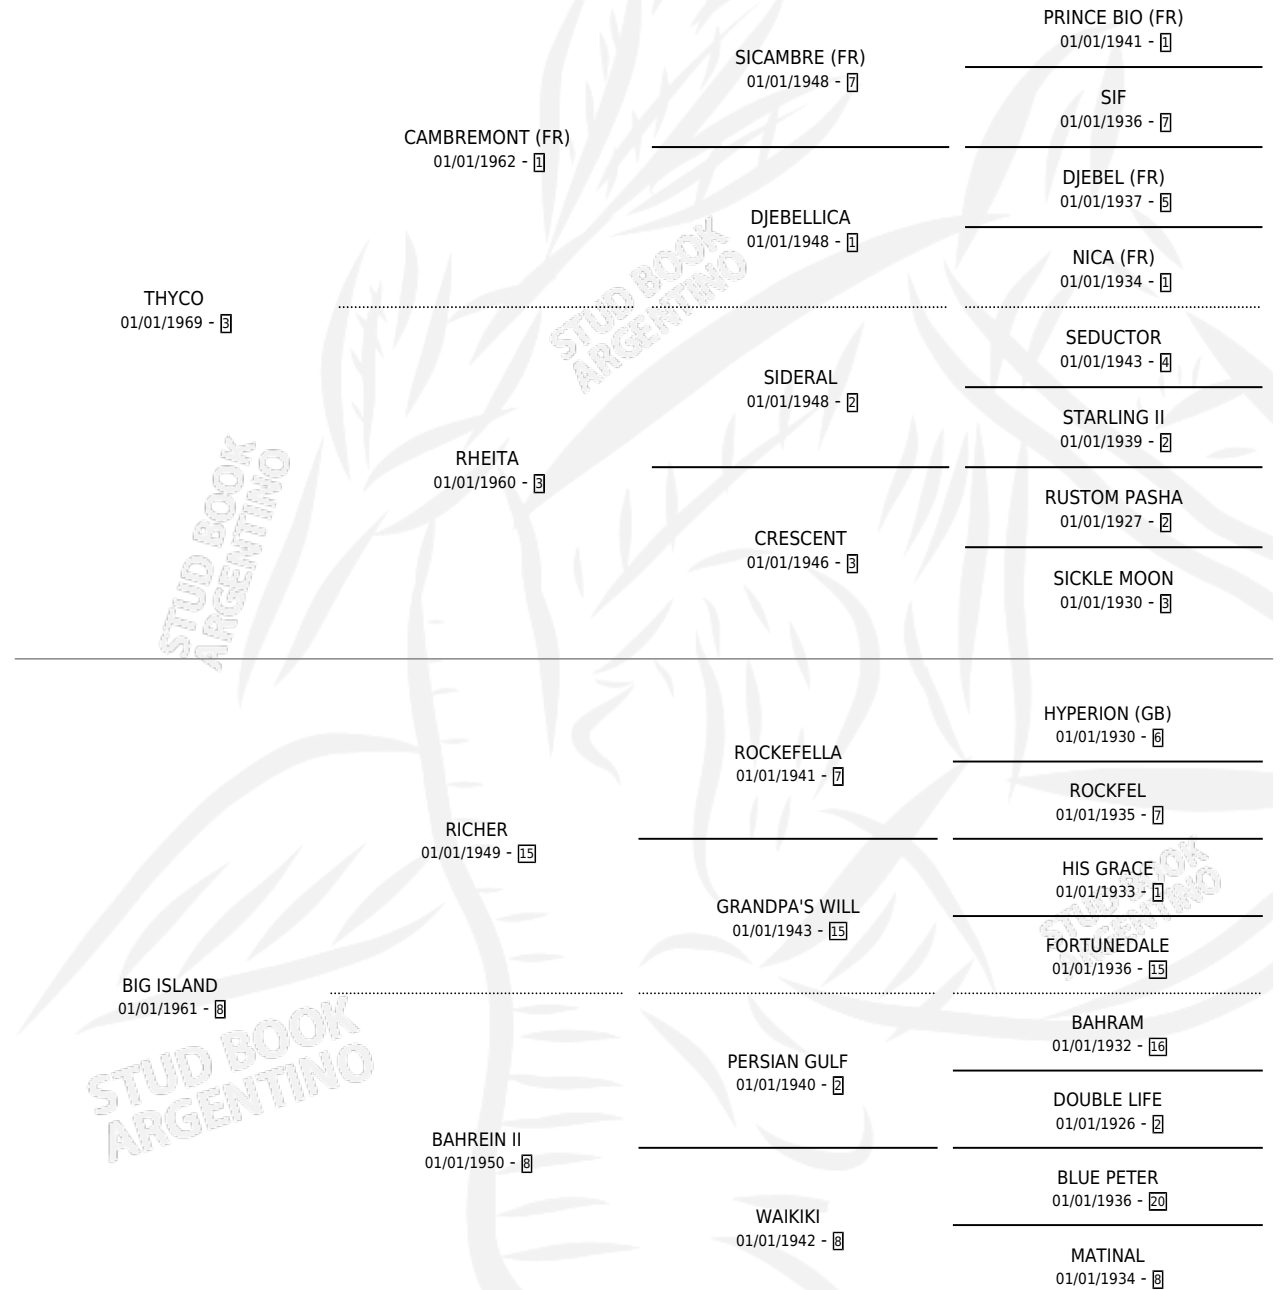 THYCO
01/01/1969 - 3
CAMBREMONT (FR)
01/01/1962 - 1
RHEITA
01/01/1960 - 3
SICAMBRE (FR)
01/01/1948 - 7
DJEBELLICA
01/01/1948 - 1
SIDERAL
01/01/1948 - 2
CRESCENT
01/01/1946 - 3
PRINCE BIO (FR)
01/01/1941 - 1
SIF
01/01/1936 - 7
DJEBEL (FR)
01/01/1937 - 5
NICA (FR)
01/01/1934 - 1
SEDUCTOR
01/01/1943 - 4
STARLING II
01/01/1939 - 2
RUSTOM PASHA
01/01/1927 - 2
SICKLE MOON
01/01/1930 - 3
STUD BOOK
ARGENTINO
STUD BOOK
ARGENTINO
BIG ISLAND
01/01/1961 - 8
RICHER
01/01/1949 - 15
BAHREIN II
01/01/1950 - 8
ROCKEFELLA
01/01/1941 - 7
GRANDPA'S WILL
01/01/1943 - 15
PERSIAN GULF
01/01/1940 - 2
WAIKIKI
01/01/1942 - 8
HYPERION (GB)
01/01/1930 - 6
ROCKFEL
01/01/1935 - 7
HIS GRACE
01/01/1933 - 1
FORTUNEDALE
01/01/1936 - 15
BAHRAM
01/01/1932 - 16
DOUBLE LIFE
01/01/1926 - 2
BLUE PETER
01/01/1936 - 20
MATINAL
01/01/1934 - 8
STUD BOOK
ARGENTINO
STUD BOOK
ARGENTINO